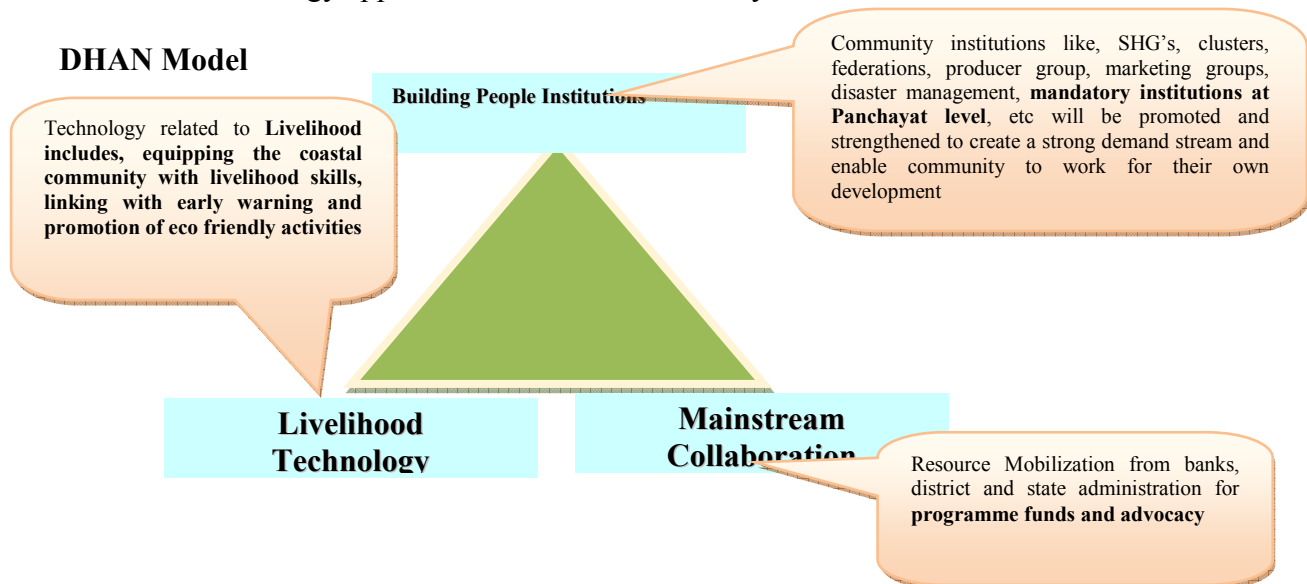 DHAN Model
Community institutions like, SHG's, clusters,
federations, producer group, marketing groups,
disaster management, mandatory institutions at
Panchayat level, etc will be promoted and
strengthened to create a strong demand stream and
enable community to work for their own
development
Building People Institutions
Technology related to Livelihood
includes, equipping the coastal
community with livelihood skills,
linking with early warning and
promotion of eco friendly activities
Livelihood
Technology
Mainstream
Collaboration
Resource Mobilization from banks,
district and state administration for
programme funds and advocacy